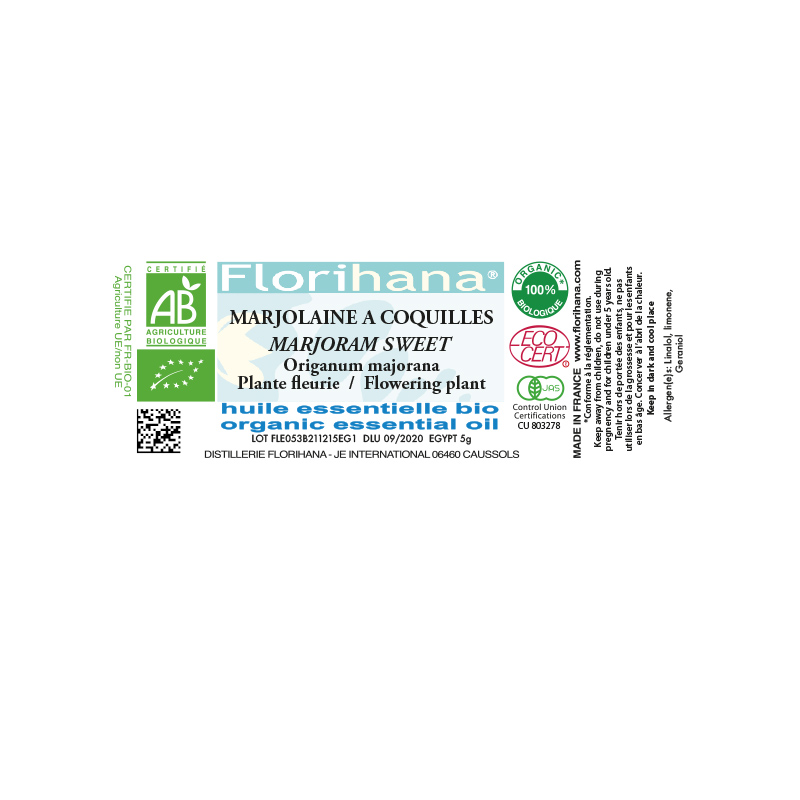 CERTIFIE PAR FR-BIO-01
Agriculture UE/non UE
CERTIFIÉ
AB
AGRICULTURE
BIOLOGIQUE
Florihana®
MARJOLAINE A COQUILLES
MARJORAM SWEET
Origanum majorana
Plante fleurie / Flowering plant
huile essentielle bio
organic essential oil
LOT FLE053B211215EG1 DLU 09/2020 EGYPT 5g
DISTILLERIE FLORIHANA - JE INTERNATIONAL 06460 CAUSSOLS
ORGANIC*
100%
BIOLOGIQUE
ECO
CERT
JAS
Control Union
Certifications
CU 803278
MADE IN FRANCE www.florihana.com
*Conforme à la réglementation.
Keep away from children, do not use during
pregnency and for children under 5 years old.
Tenir hors de portée des enfants, ne pas
utiliser lors de la grossesse et pour les enfants
en bas âge. Concerver à l'abri de la chaleur.
Keep in dark and cool place
Allergen(e)s: Linalol, limonene,
Geraniol